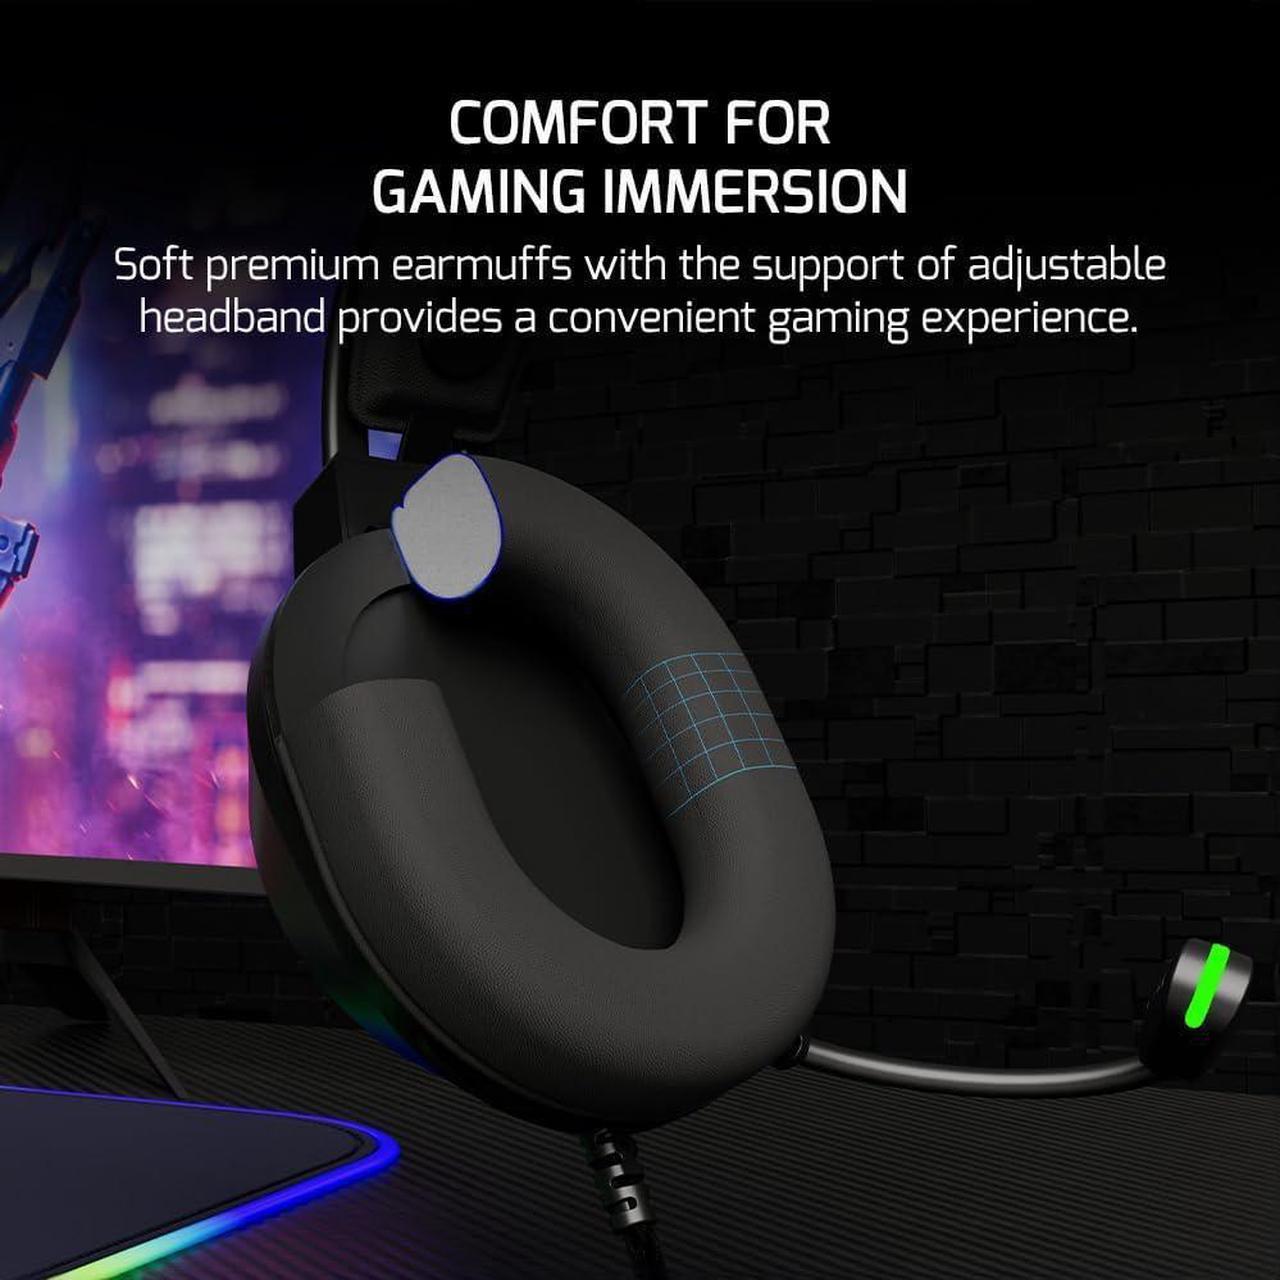 COMFORT FOR
GAMING IMMERSION
Soft premium earmuffs with the support of adjustable
headband provides a convenient gaming experience.